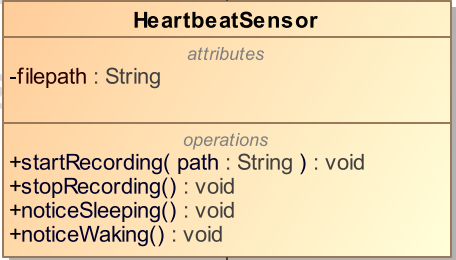 HeartbeatSensor
attributes
-filepath : String
operations
+startRecording( path : String ) : void
+stopRecording() : void
+noticeSleeping() : void
+noticeWaking() : void